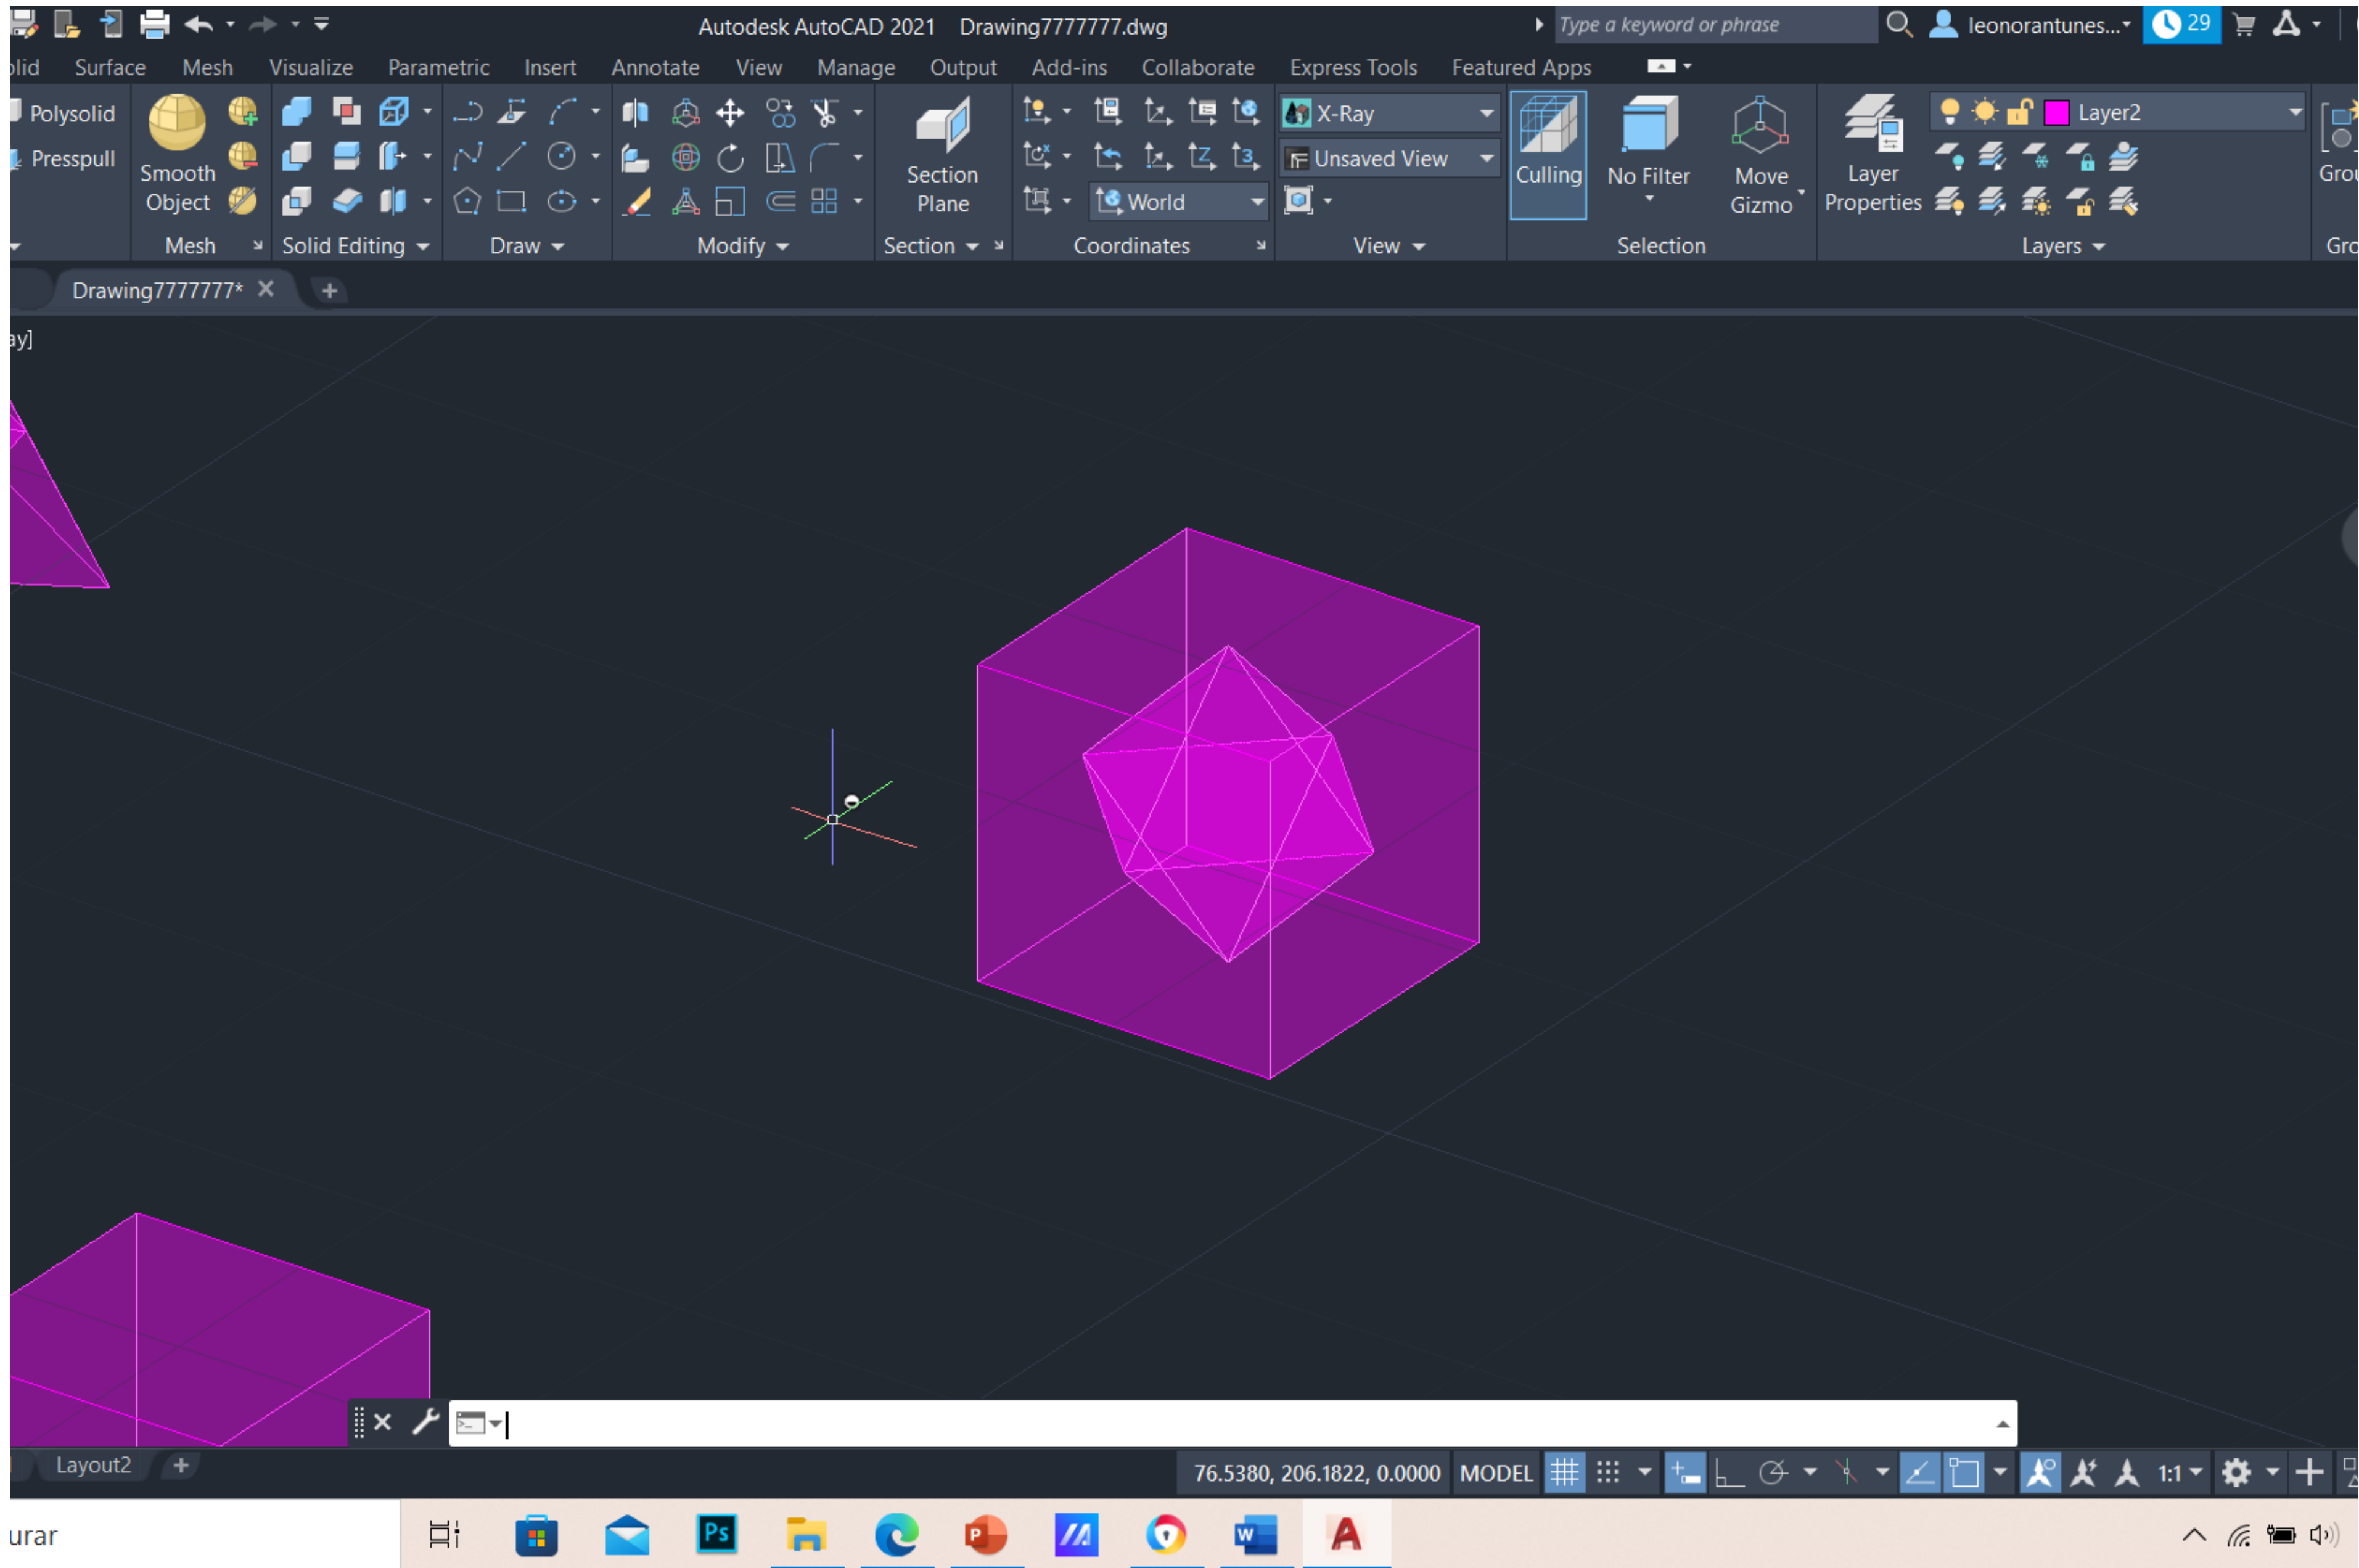 Autodesk AutoCAD 2021 Drawing7777777.dwg Type a keyword or phrase leonorantunes... 29
olid Surface Mesh Visualize Parametric Insert Annotate View Manage Output Add-ins Collaborate Express Tools Featured Apps
Polysolid X-Ray Layer2
Presspull Smooth Object Section Plane Unsaved View Culling No Filter Move Gizmo Layer Properties Grou
World
Mesh Solid Editing Draw Modify Section Coordinates View Selection Layers Gro
Drawing7777777*
ay]
Layout2 76.5380, 206.1822, 0.0000 MODEL 1:1
urar Ps P W A